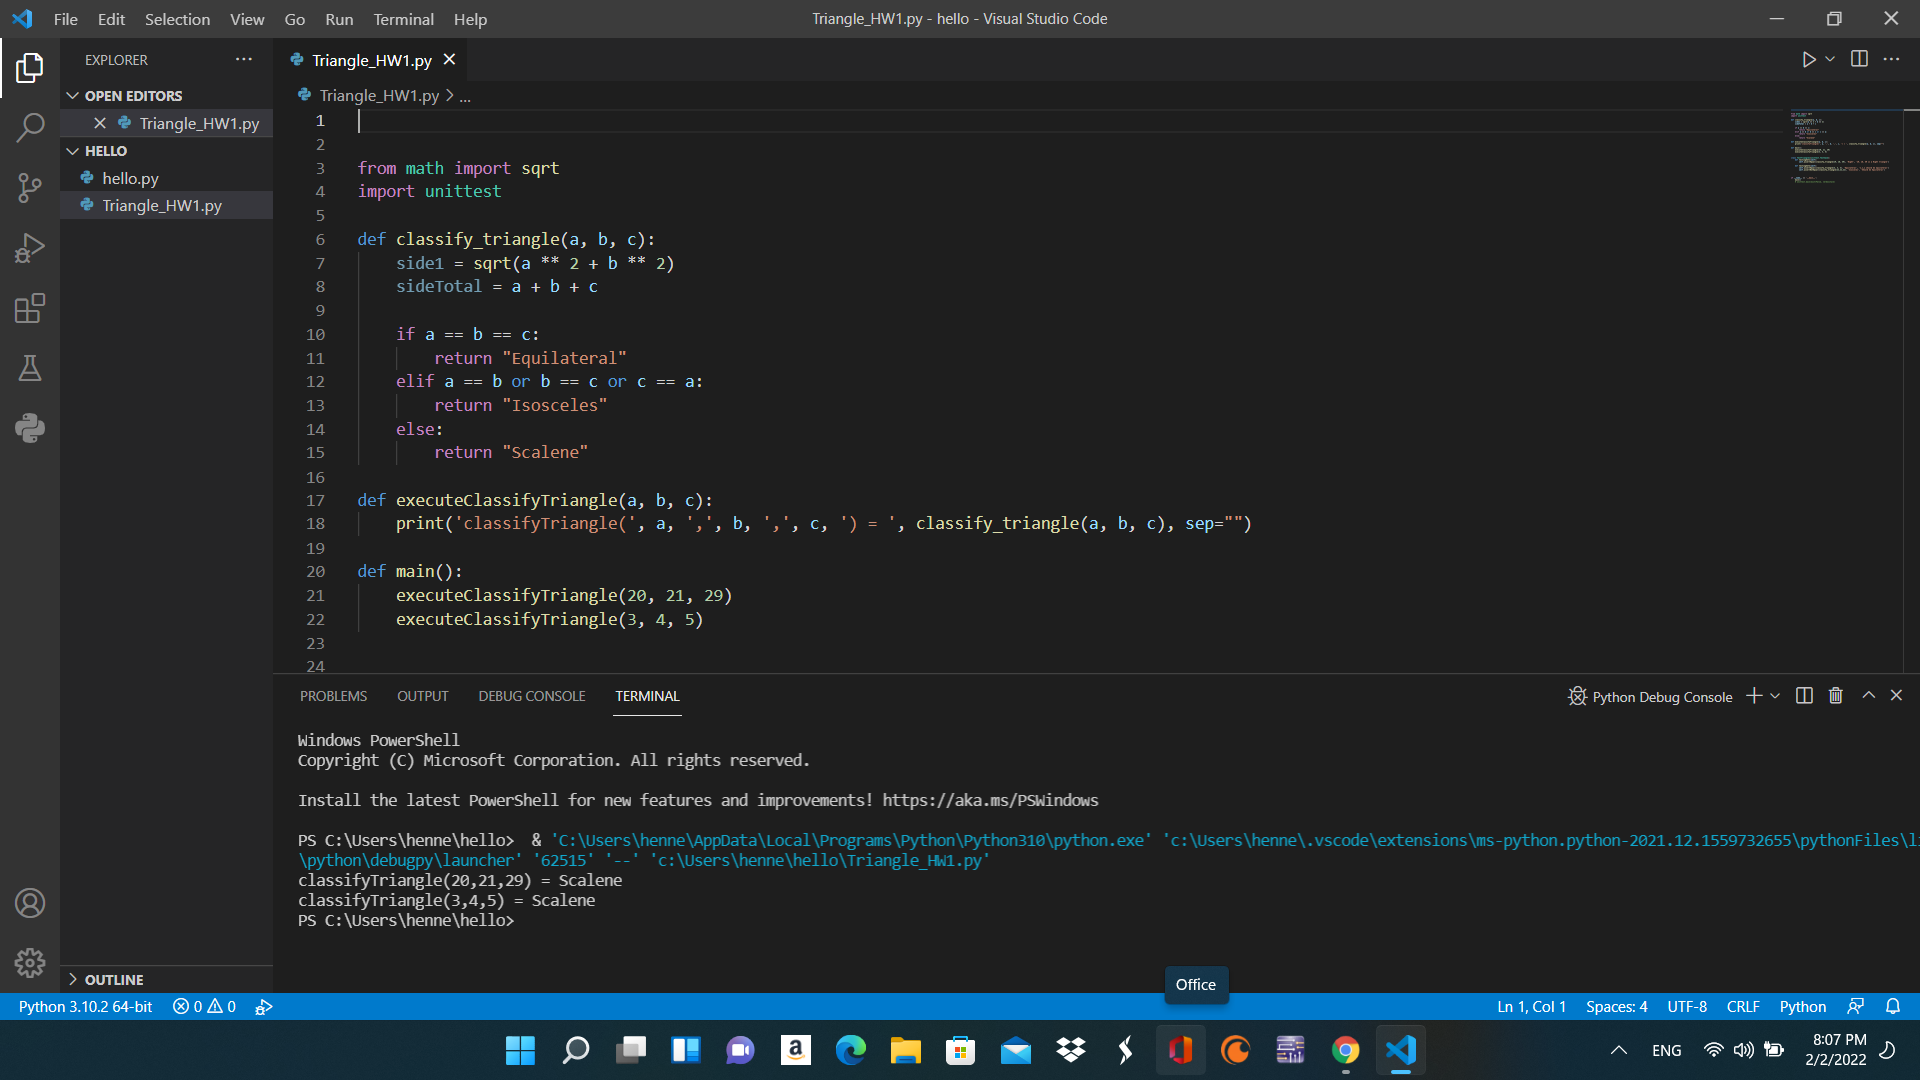 File Edit Selection View Go Run Terminal Help
Triangle_HW1.py - hello - Visual Studio Code
EXPLORER
OPEN EDITORS
Triangle_HW1.py
HELLO
hello.py
Triangle_HW1.py
OUTLINE
Triangle_HW1.py
Triangle_HW1.py > ...
1
2
3 from math import sqrt
4 import unittest
5
6 def classify_triangle(a, b, c):
7     side1 = sqrt(a ** 2 + b ** 2)
8     sideTotal = a + b + c
9
10     if a == b == c:
11         return "Equilateral"
12     elif a == b or b == c or c == a:
13         return "Isosceles"
14     else:
15         return "Scalene"
16
17 def executeClassifyTriangle(a, b, c):
18     print('classifyTriangle(', a, ',', b, ',', c, ') = ', classify_triangle(a, b, c), sep="")
19
20 def main():
21     executeClassifyTriangle(20, 21, 29)
22     executeClassifyTriangle(3, 4, 5)
23
24
PROBLEMS OUTPUT DEBUG CONSOLE TERMINAL
Python Debug Console
Windows PowerShell
Copyright (C) Microsoft Corporation. All rights reserved.
Install the latest PowerShell for new features and improvements! https://aka.ms/PSWindows
PS C:\Users\henne\hello>  & 'C:\Users\henne\AppData\Local\Programs\Python\Python310\python.exe' 'c:\Users\henne\.vscode\extensions\ms-python.python-2021.12.1559732655\pythonFiles\li
\python\debugpy\launcher' '62515' '--' 'c:\Users\henne\hello\Triangle_HW1.py'
classifyTriangle(20,21,29) = Scalene
classifyTriangle(3,4,5) = Scalene
PS C:\Users\henne\hello>
Office
Python 3.10.2 64-bit 0 0
Ln 1, Col 1 Spaces: 4 UTF-8 CRLF Python
a
ENG
8:07 PM
2/2/2022